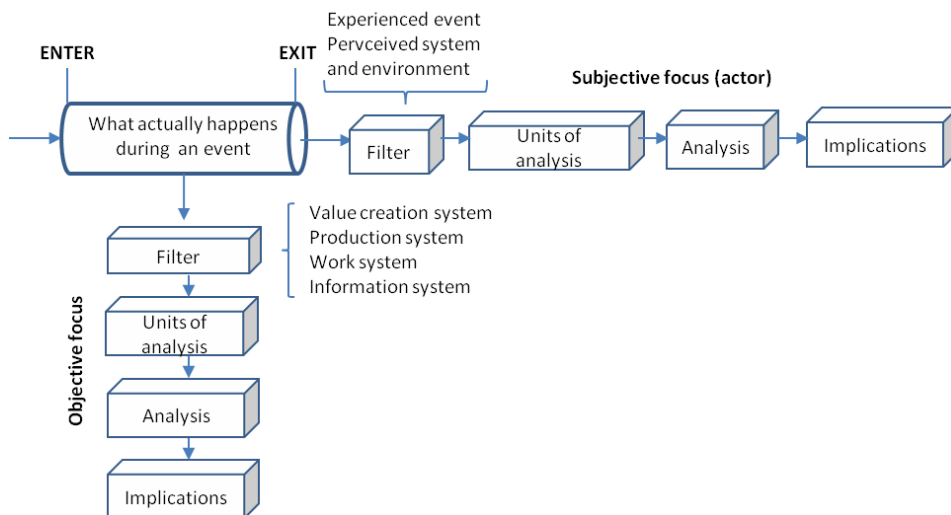 Experienced event
Pervceived system
and environment
ENTER
EXIT
Subjective focus (actor)
What actually happens
during an event
Filter
Units
of analysis
Analysis
Implications
Value creation system
Production system
Work system
Information system
Filter
Objective focus
Units of
analysis
Analysis
Implications